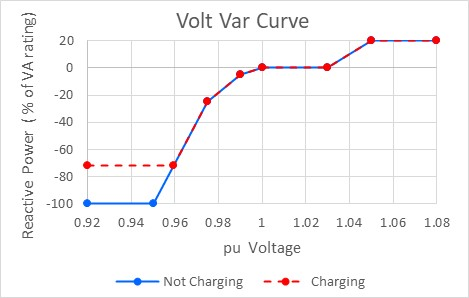 Volt Var Curve
Reactive Power ( % of VA rating)
20
0
-20
-40
-60
-80
-100
0.92 0.94 0.96 0.98 1 1.02 1.04 1.06 1.08
pu Voltage
Not Charging Charging